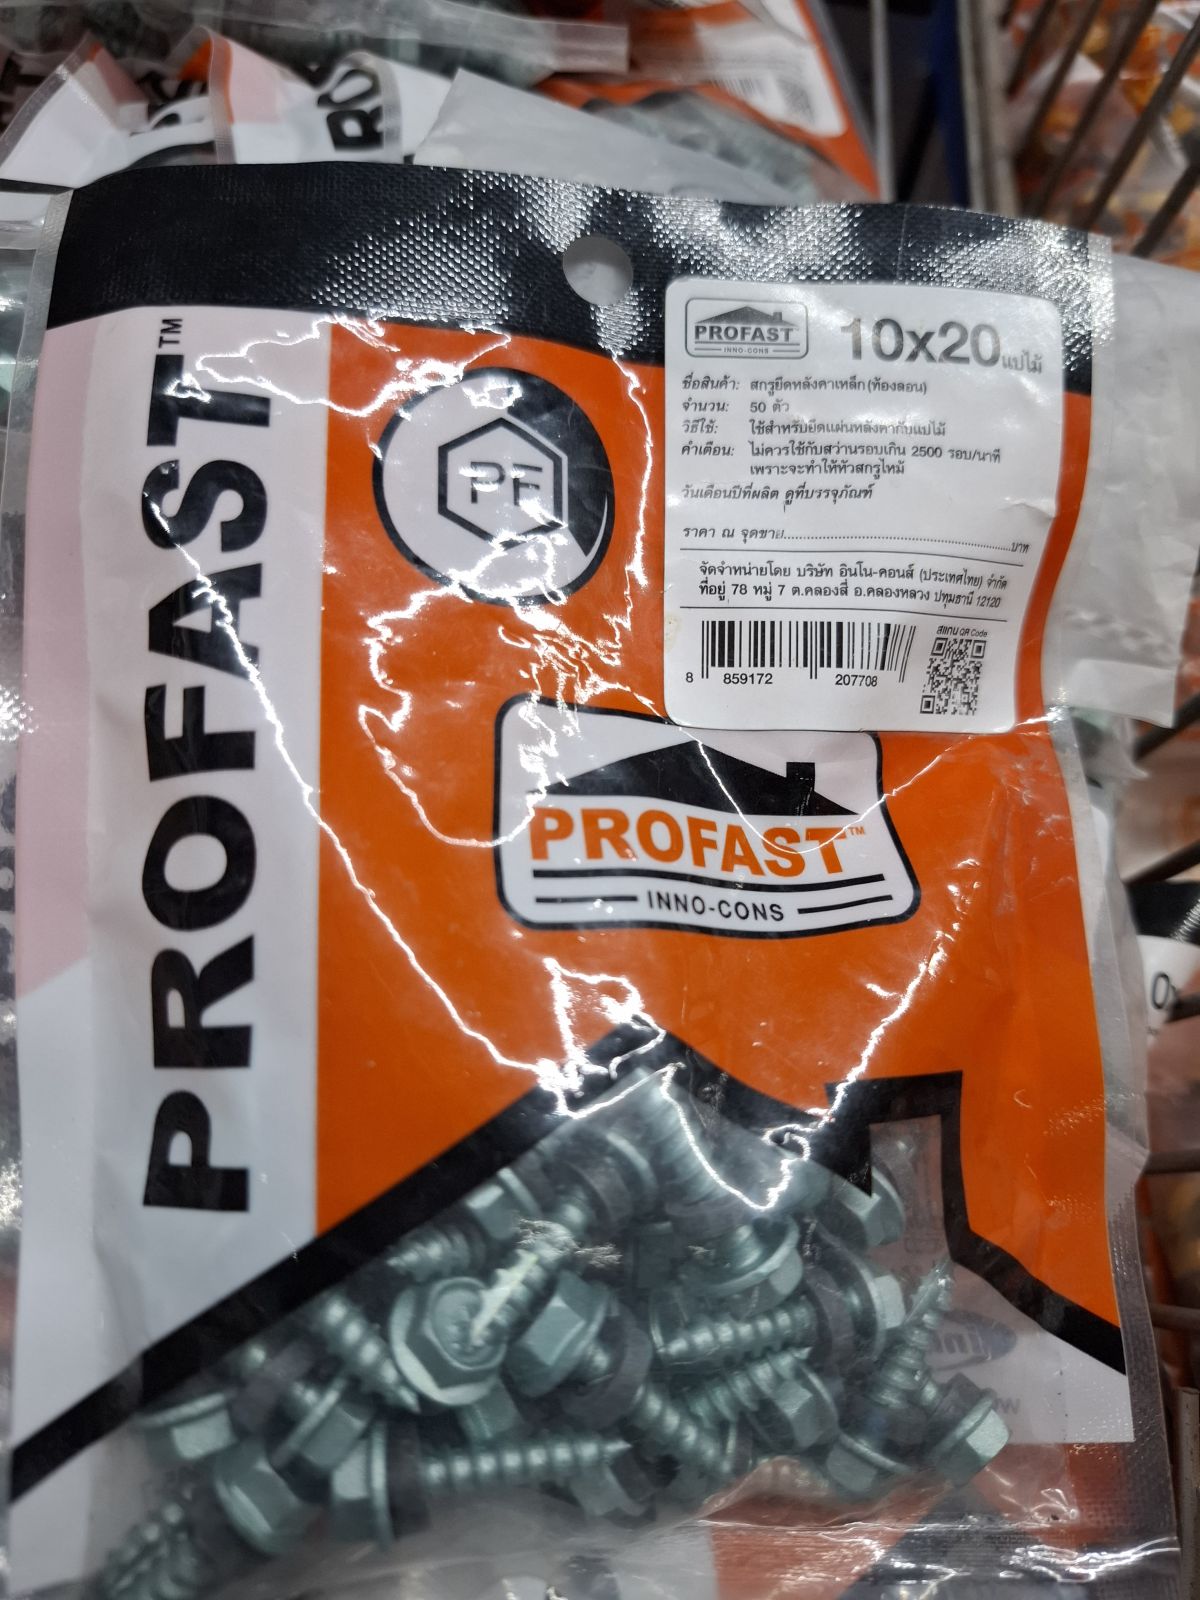 PROFAST™
PF
PROFAST
INNO-CONS
10x20 แปไม้
ชื่อสินค้า: สกรูยึดหลังคาเหล็ก(ท้องลอน)
จำนวน: 50 ตัว
วิธีใช้: ใช้สำหรับยึดแผ่นหลังคากับแปไม้
คำเตือน: ไม่ควรใช้กับสว่านรอบเกิน 2500 รอบ/นาที
เพราะจะทำให้หัวสกรูไหม้
วันเดือนปีที่ผลิต ดูที่บรรจุภัณฑ์
ราคา ณ จุดขาย......................................................บาท
จัดจำหน่ายโดย บริษัท อินโน-คอนส์ (ประเทศไทย) จำกัด
ที่อยู่ 78 หมู่ 7 ต.คลองสี่ อ.คลองหลวง ปทุมธานี 12120
สแกน QR Code
8 859172 207708
PROFAST™
INNO-CONS